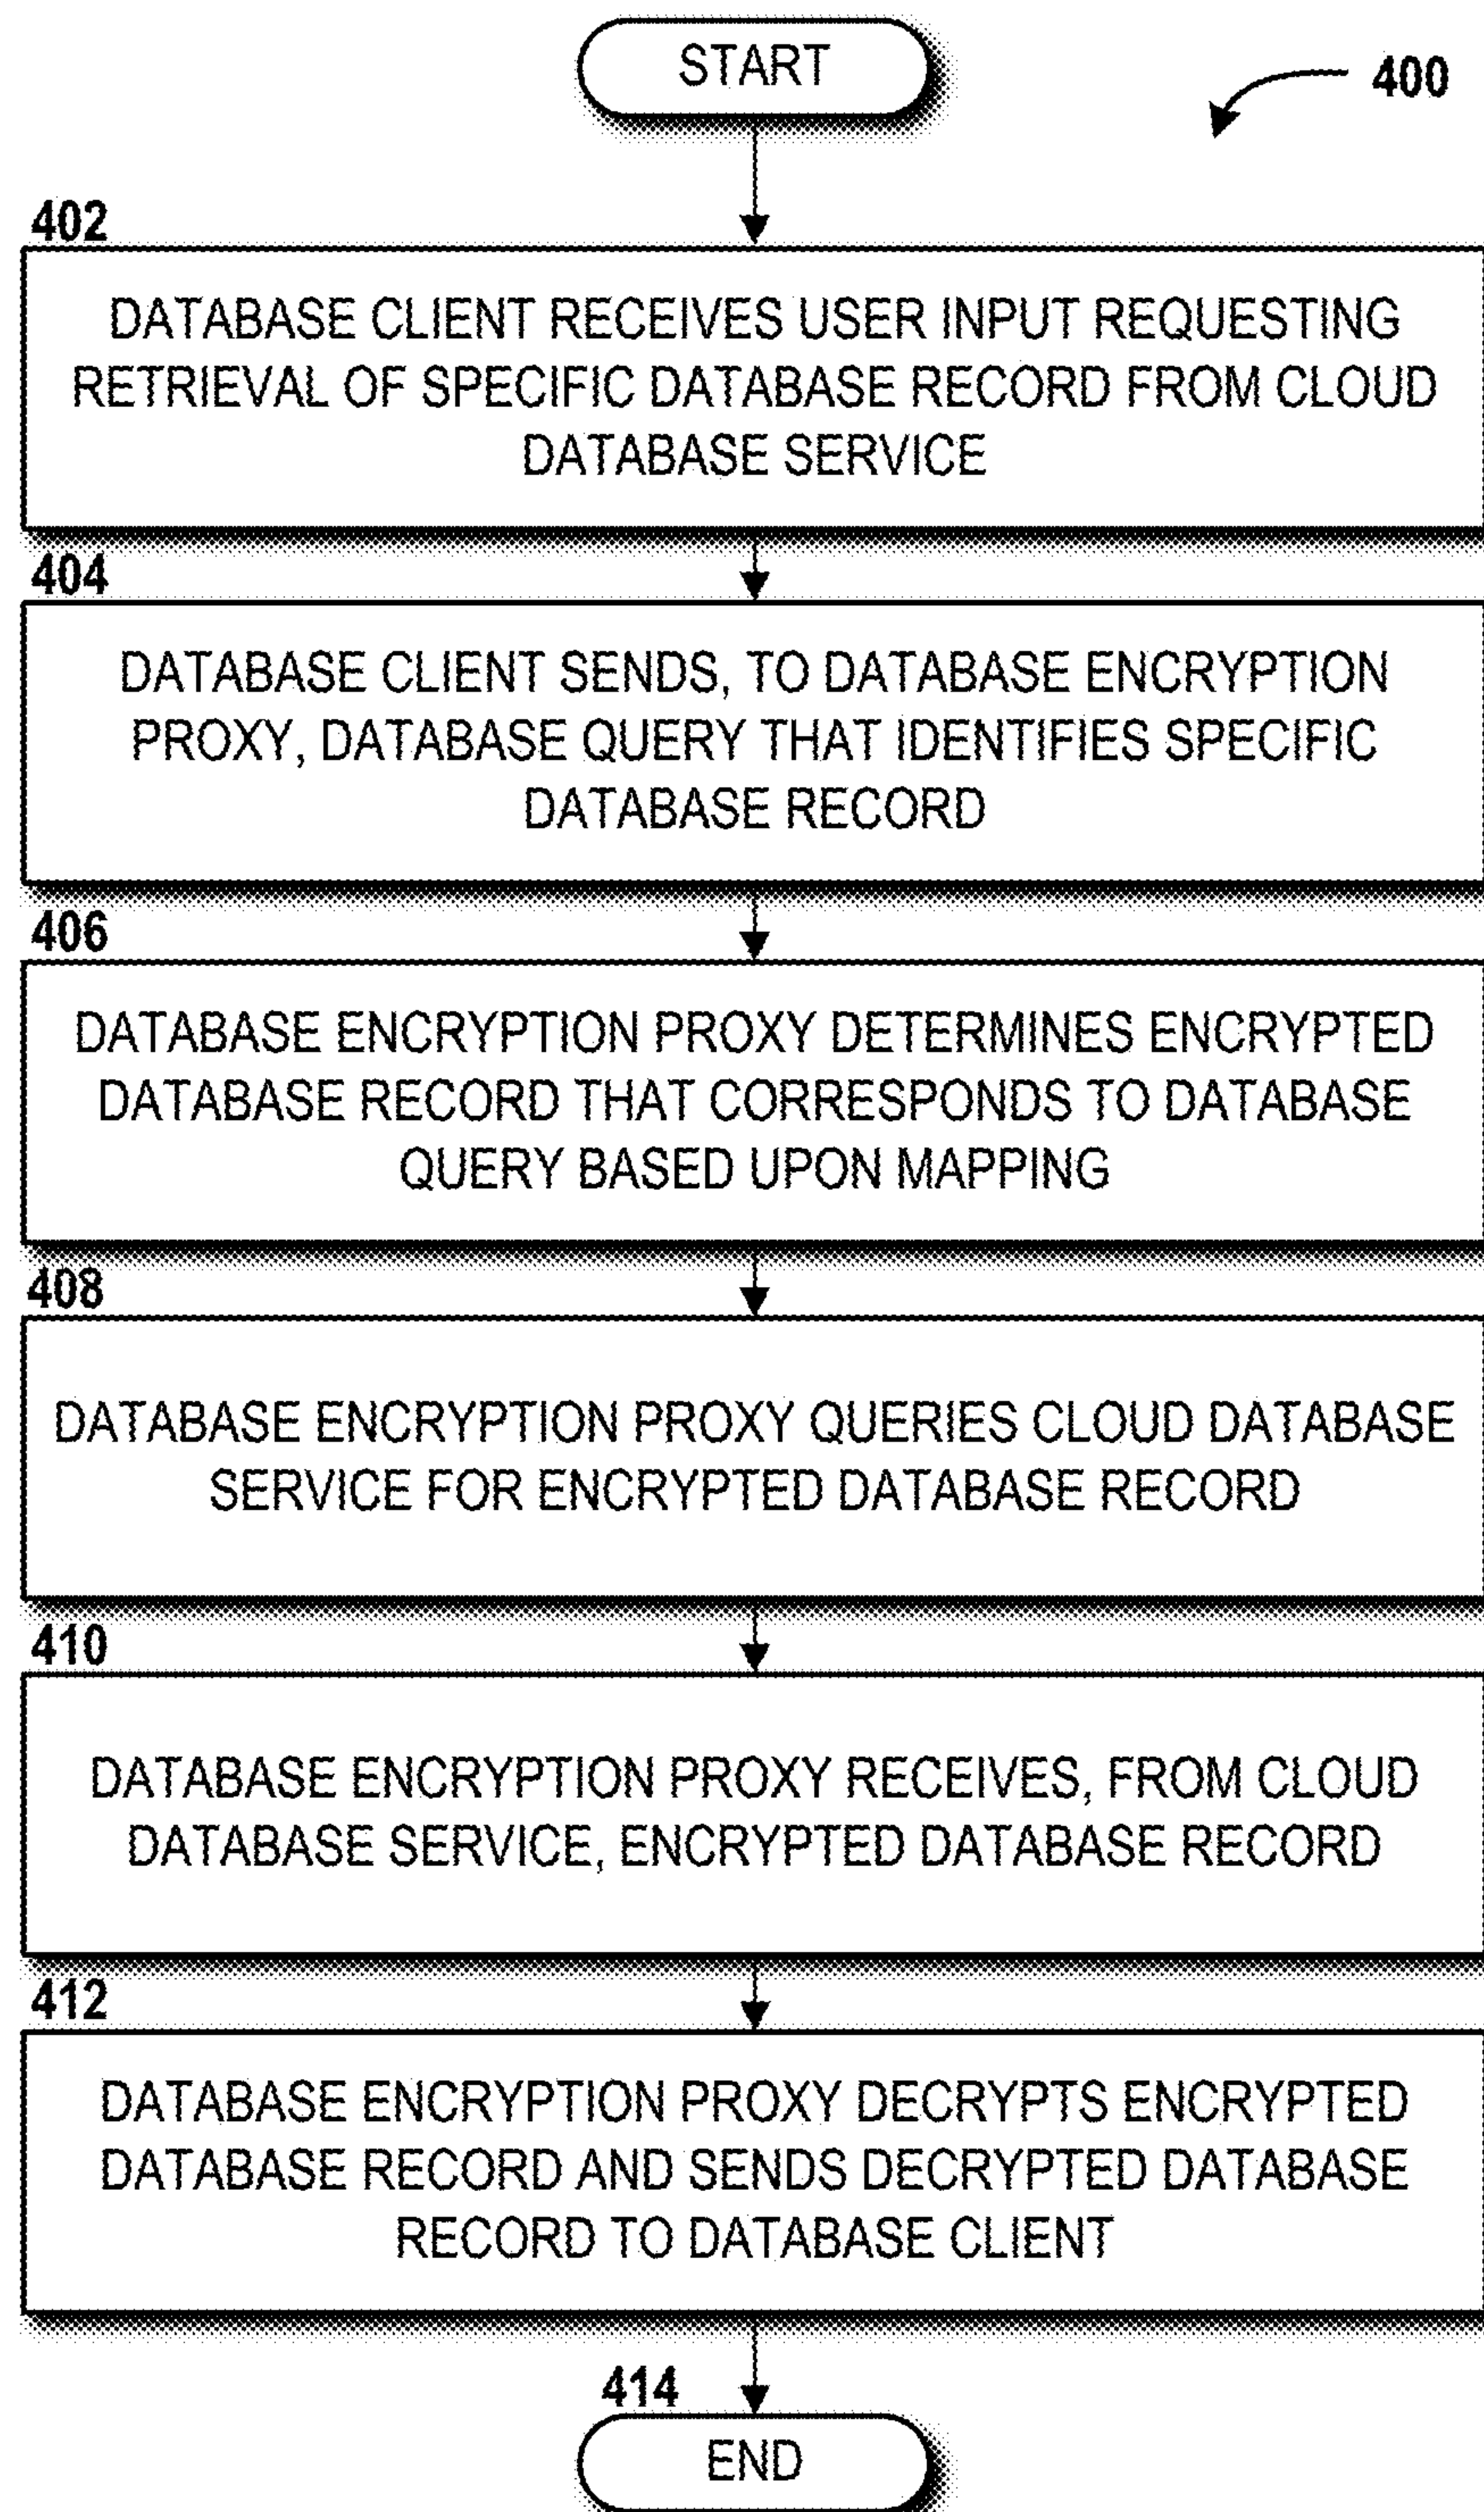 START
400
402
DATABASE CLIENT RECEIVES USER INPUT REQUESTING
RETRIEVAL OF SPECIFIC DATABASE RECORD FROM CLOUD
DATABASE SERVICE
404
DATABASE CLIENT SENDS, TO DATABASE ENCRYPTION
PROXY, DATABASE QUERY THAT IDENTIFIES SPECIFIC
DATABASE RECORD
406
DATABASE ENCRYPTION PROXY DETERMINES ENCRYPTED
DATABASE RECORD THAT CORRESPONDS TO DATABASE
QUERY BASED UPON MAPPING
408
DATABASE ENCRYPTION PROXY QUERIES CLOUD DATABASE
SERVICE FOR ENCRYPTED DATABASE RECORD
410
DATABASE ENCRYPTION PROXY RECEIVES, FROM CLOUD
DATABASE SERVICE, ENCRYPTED DATABASE RECORD
412
DATABASE ENCRYPTION PROXY DECRYPTS ENCRYPTED
DATABASE RECORD AND SENDS DECRYPTED DATABASE
RECORD TO DATABASE CLIENT
414
END